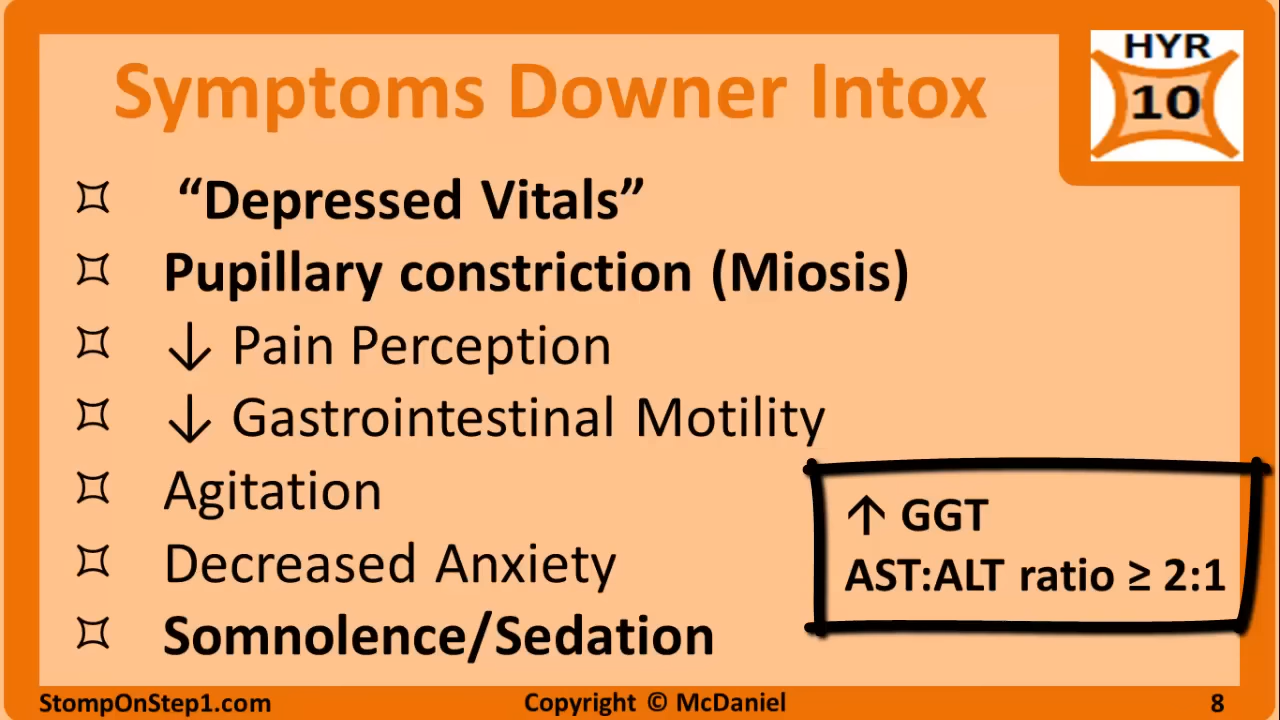 Symptoms Downer Intox
HYR
10
“Depressed Vitals”
Pupillary constriction (Miosis)
↓ Pain Perception
↓ Gastrointestinal Motility
Agitation
Decreased Anxiety
Somnolence/Sedation
↑ GGT
AST:ALT ratio ≥ 2:1
StompOnStep1.com
Copyright © McDaniel
8